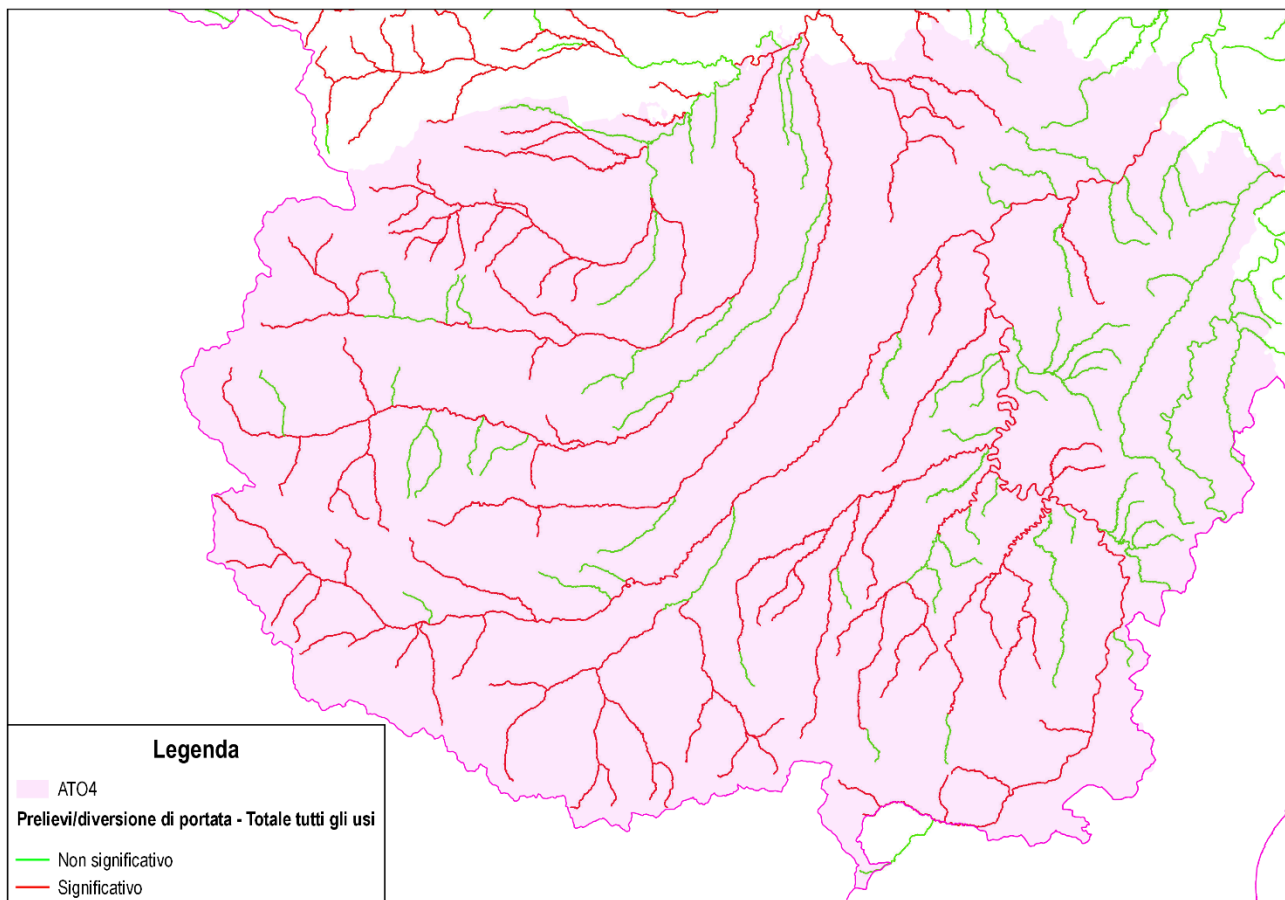 Legenda
ATO4
Prelievi/diversione di portata - Totale tutti gli usi
Non significativo
Significativo